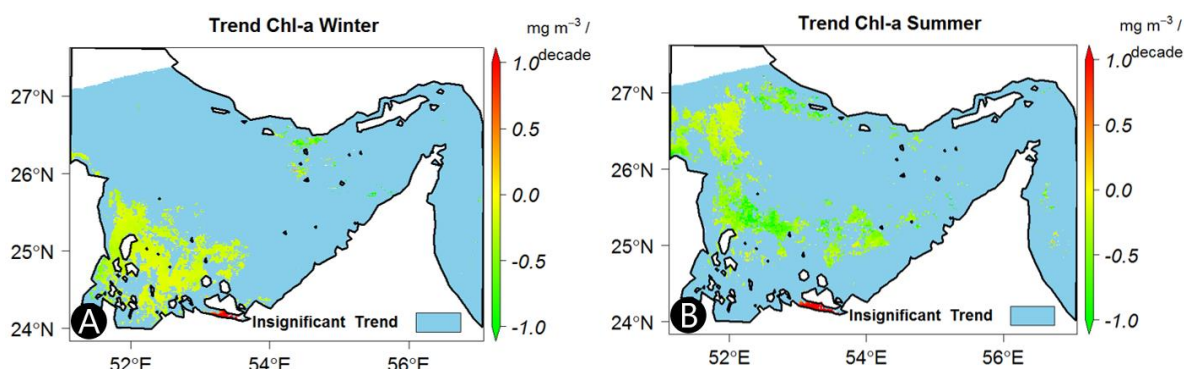 Trend Chl-a Winter
mg m⁻³ /
decade
1.0
0.5
0.0
-0.5
-1.0
27°N
26°N
25°N
24°N
52°E
54°E
56°E
A
Insignificant Trend
Trend Chl-a Summer
mg m⁻³ /
decade
1.0
0.5
0.0
-0.5
-1.0
27°N
26°N
25°N
24°N
52°E
54°E
56°E
B
Insignificant Trend